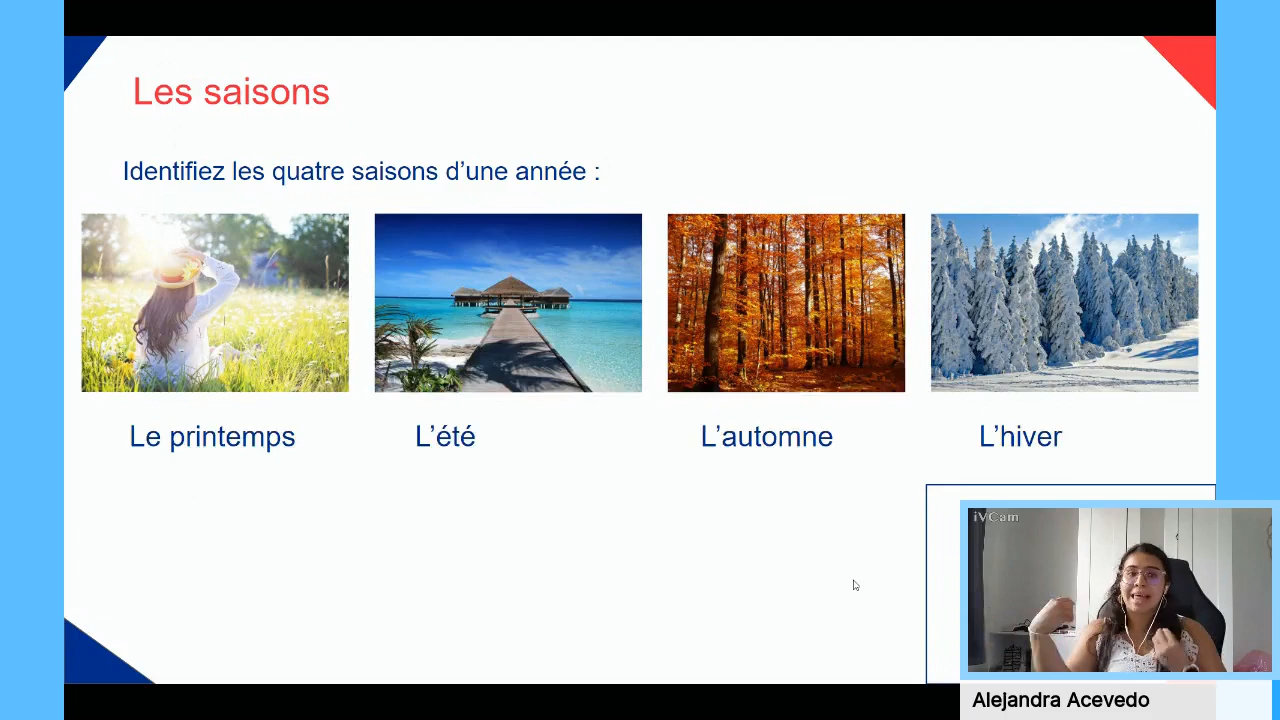 Les saisons
Identifiez les quatre saisons d’une année :
Le printemps
L’été
L’automne
L’hiver
iVCam
Alejandra Acevedo